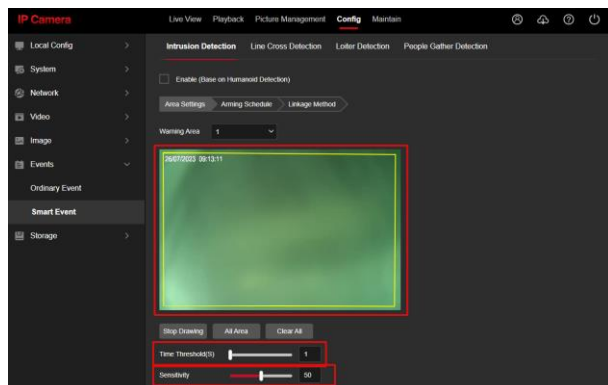 IP Camera Live View Playback Picture Management Config Maintain
Local Config
System
Network
Video
Image
Events
Ordinary Event
Smart Event
Storage
Intrusion Detection Line Cross Detection Loiter Detection People Gather Detection
Enable (Base on Humanoid Detection)
Area Settings Arming Schedule Linkage Method
Warning Area 1
26/07/2023 09:13:11
Stop Drawing All Area Clear All
Time Threshold(S) 1
Sensitivity 50